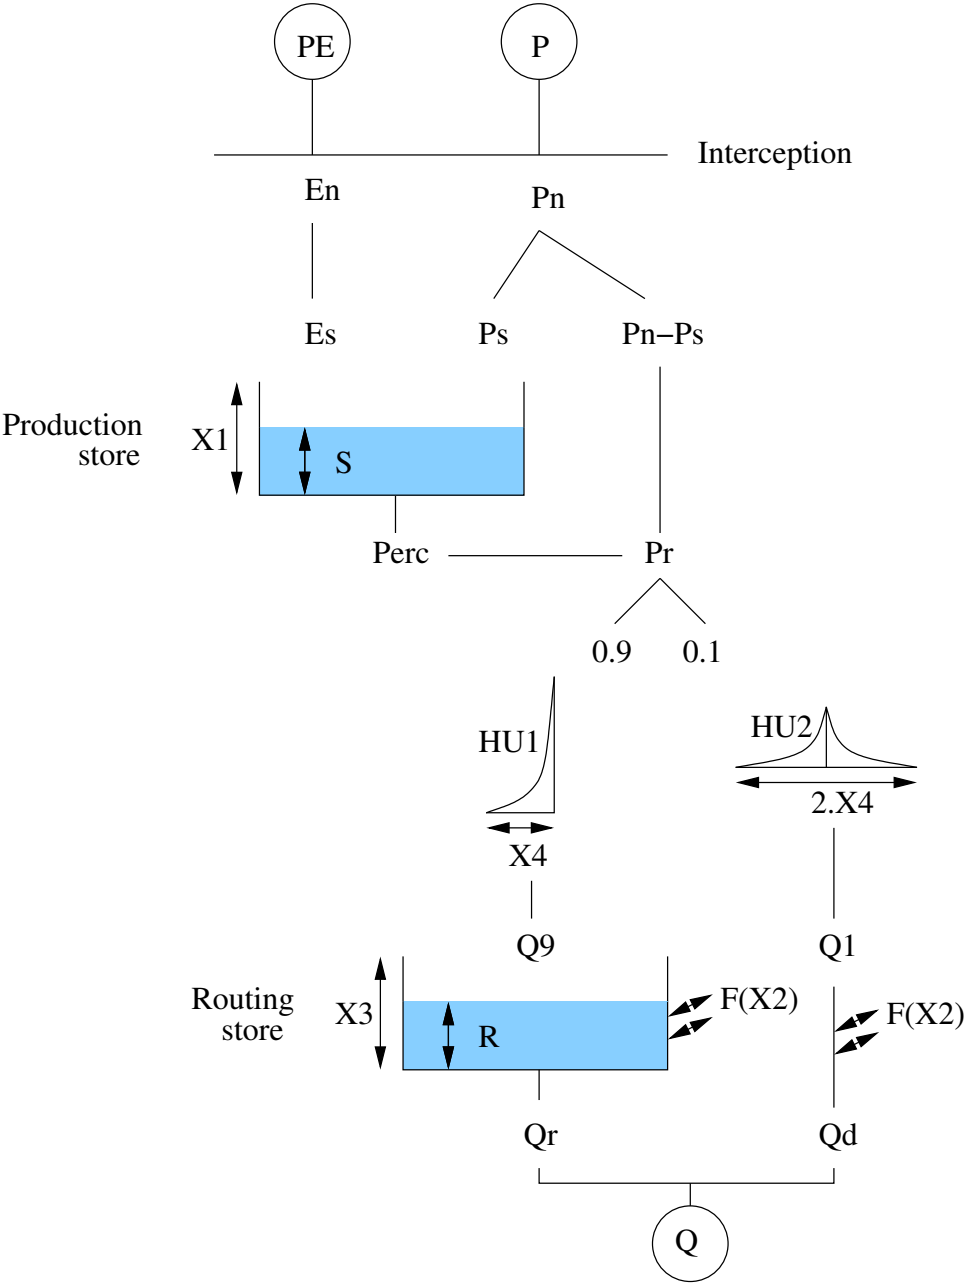 PE
P
Interception
En
Pn
Es
Ps
Pn−Ps
Production
store
X1
S
Perc
Pr
0.9
0.1
HU1
HU2
2.X4
X4
Q9
Q1
Routing
store
X3
R
F(X2)
F(X2)
Qr
Qd
Q